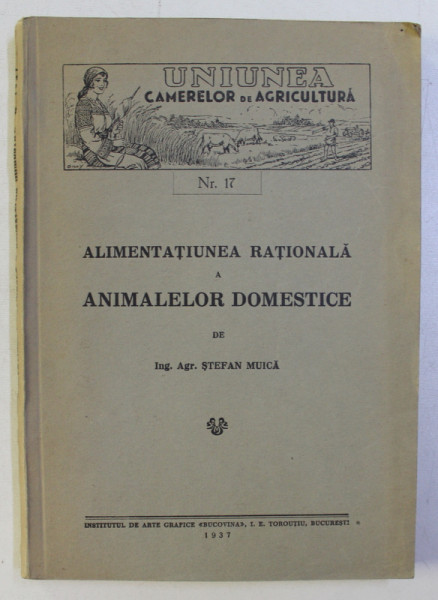 UNIUNEA
CAMERELOR DE AGRICULTURĂ
Nr. 17
ALIMENTAȚIUNEA RAȚIONALĂ
A
ANIMALELOR DOMESTICE
DE
Ing. Agr. ȘTEFAN MUICĂ
INSTITUTUL DE ARTE GRAFICE «BUCOVINA», I. E. TOROUȚIU, BUCUREȘTI
1937